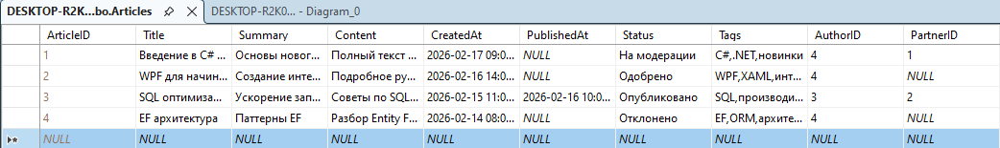 DESKTOP-R2K...bo.Articles DESKTOP-R2K0... - Diagram_0
ArticleID Title Summary Content CreatedAt PublishedAt Status Tags AuthorID PartnerID
1 Введение в C# ... Основы новог... Полный текст ... 2026-02-17 09:0... NULL На модерации C#,.NET,новинки 4 1
2 WPF для начин... Создание инте... Подробное ру... 2026-02-16 14:0... NULL Одобрено WPF,XAML,инт... 4 NULL
3 SQL оптимиза... Ускорение зап... Советы по SQL... 2026-02-15 11:0... 2026-02-16 10:0... Опубликовано SQL,производи... 3 2
4 EF архитектура Паттерны EF Разбор Entity F... 2026-02-14 08:0... NULL Отклонено EF,ORM,архите... 4 NULL
NULL NULL NULL NULL NULL NULL NULL NULL NULL NULL